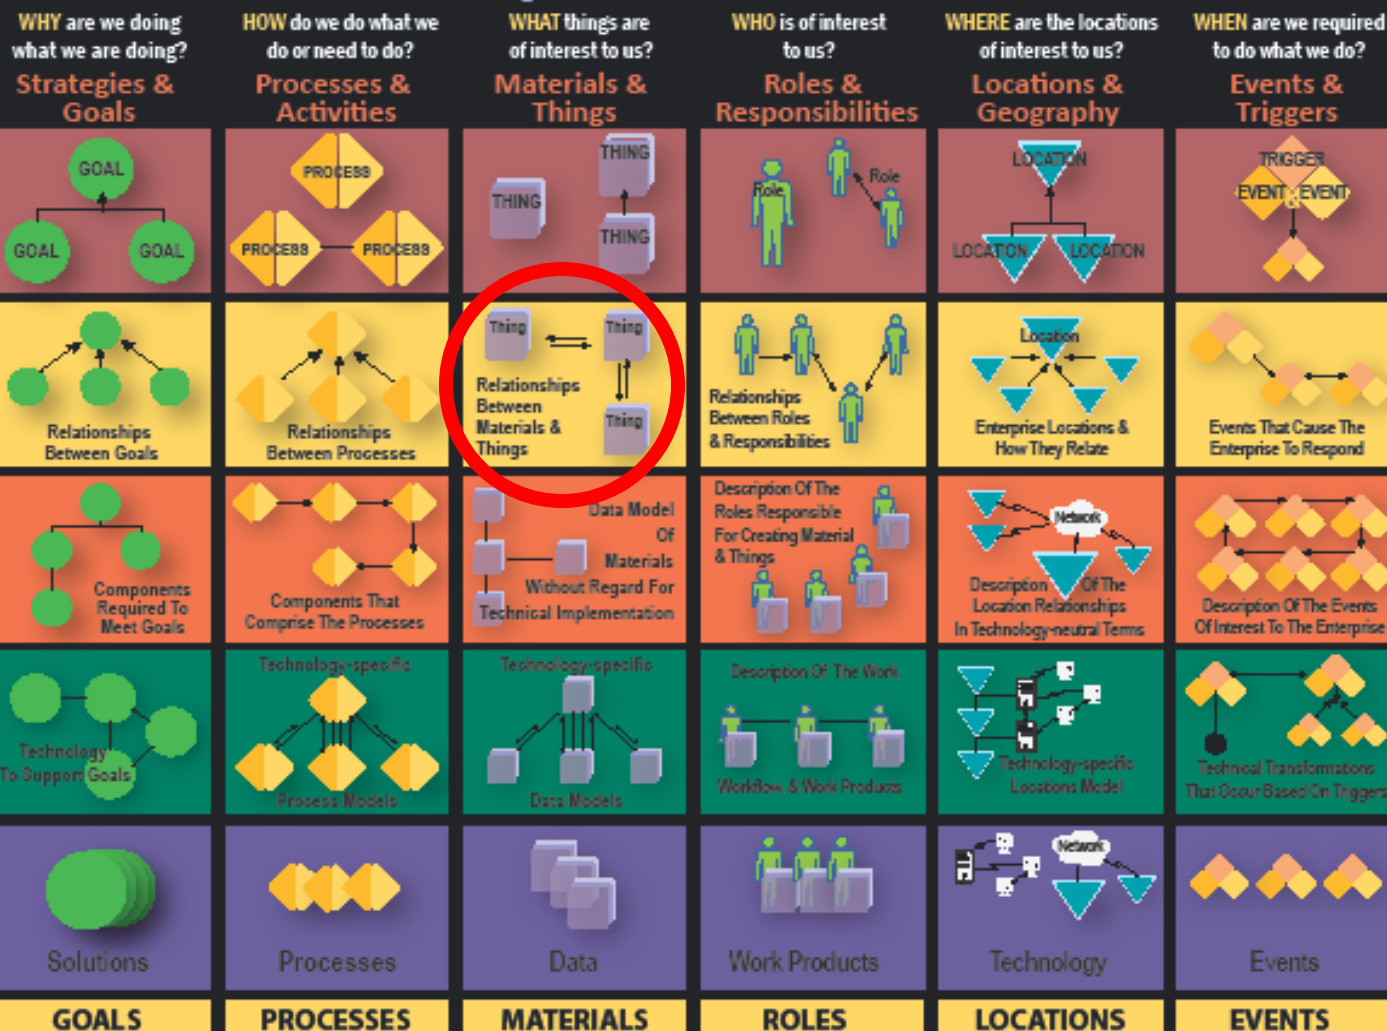 WHY are we doing
what we are doing?
Strategies &
Goals
HOW do we do what we
do or need to do?
Processes &
Activities
WHAT things are
of interest to us?
Materials &
Things
WHO is of interest
to us?
Roles &
Responsibilities
WHERE are the locations
of interest to us?
Locations &
Geography
WHEN are we required
to do what we do?
Events &
Triggers
GOAL
GOAL
GOAL
PROCESS
PROCESS
PROCESS
THING
THING
THING
Role
Role
LOCATION
LOCATION
LOCATION
TRIGGER
EVENT & EVENT
Relationships
Between Goals
Relationships
Between Processes
Thing
Thing
Relationships
Between
Materials &
Things
Thing
Relationships
Between Roles
& Responsibilities
Location
Enterprise Locations &
How They Relate
Events That Cause The
Enterprise To Respond
Components
Required To
Meet Goals
Components That
Comprise The Processes
Data Model
Of
Materials
Without Regard For
Technical Implementation
Description Of The
Roles Responsible
For Creating Material
& Things
Network
Description Of The
Location Relationships
In Technology-neutral Terms
Description Of The Events
Of Interest To The Enterprise
Technology
To Support Goals
Technology-specific
Process Models
Technology-specific
Data Models
Description Of The Work,
Workflow, & Work Products
Technology-specific
Locations Model
Technical Transformations
That Occur Based On Triggers
Solutions
Processes
Data
Work Products
Network
Technology
Events
GOALS
PROCESSES
MATERIALS
ROLES
LOCATIONS
EVENTS